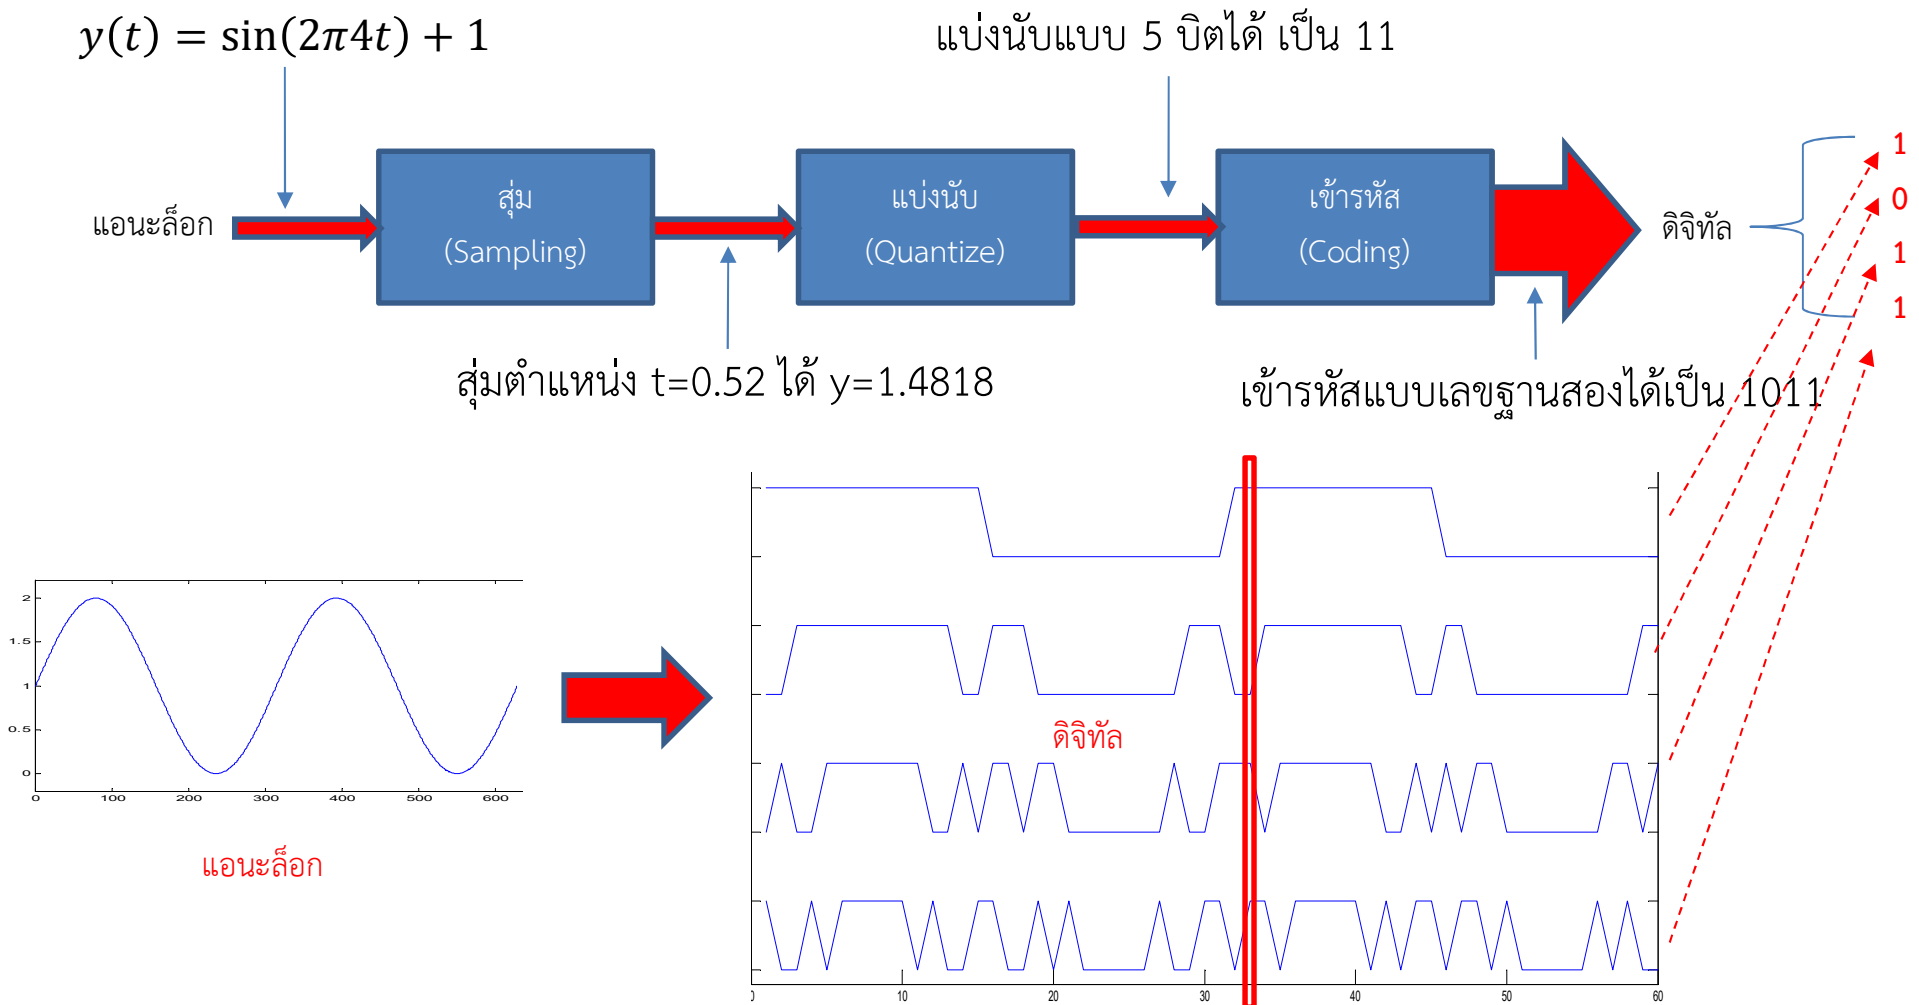 y(t) = sin(2π4t) + 1
แบ่งนับแบบ 5 บิตได้ เป็น 11
แอนะล็อก
สุ่ม
(Sampling)
แบ่งนับ
(Quantize)
เข้ารหัส
(Coding)
ดิจิทัล
1
0
1
1
สุ่มตำแหน่ง t=0.52 ได้ y=1.4818
เข้ารหัสแบบเลขฐานสองได้เป็น 1011
2
1.5
1
0.5
0
0 100 200 300 400 500 600
แอนะล็อก
ดิจิทัล
0 10 20 30 40 50 60